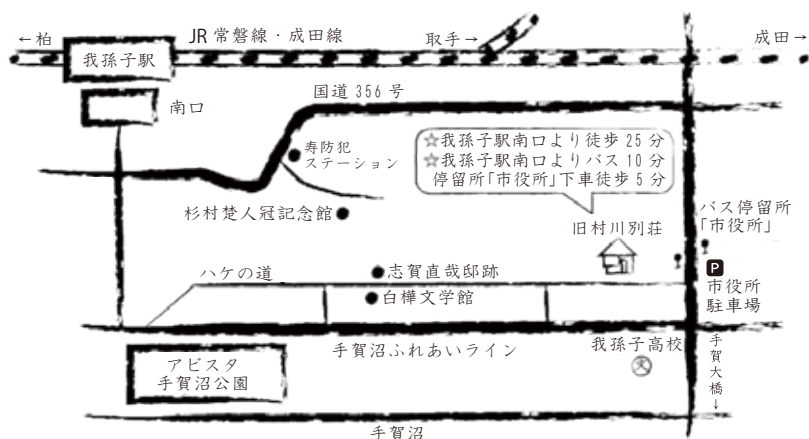 ←柏
JR 常磐線・成田線
取手→
成田→
我孫子駅
南口
国道 356 号
寿防犯
ステーション
☆我孫子駅南口より徒歩 25 分
☆我孫子駅南口よりバス 10 分
停留所「市役所」下車徒歩 5 分
杉村楚人冠記念館
旧村川別荘
バス停留所
「市役所」
P
市役所
駐車場
ハケの道
志賀直哉邸跡
白樺文学館
手賀沼ふれあいライン
我孫子高校
文
手賀大橋↓
アビスタ
手賀沼公園
手賀沼